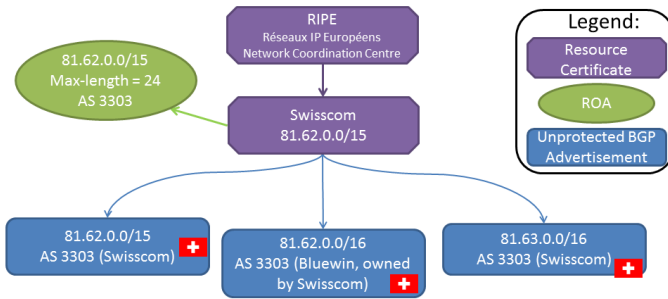 RIPE
Réseaux IP Européens
Network Coordination Centre
81.62.0.0/15
Max-length = 24
AS 3303
Swisscom
81.62.0.0/15
Legend:
Resource
Certificate
ROA
Unprotected BGP
Advertisement
81.62.0.0/15
AS 3303 (Swisscom)
81.62.0.0/16
AS 3303 (Bluewin, owned
by Swisscom)
81.63.0.0/16
AS 3303 (Swisscom)